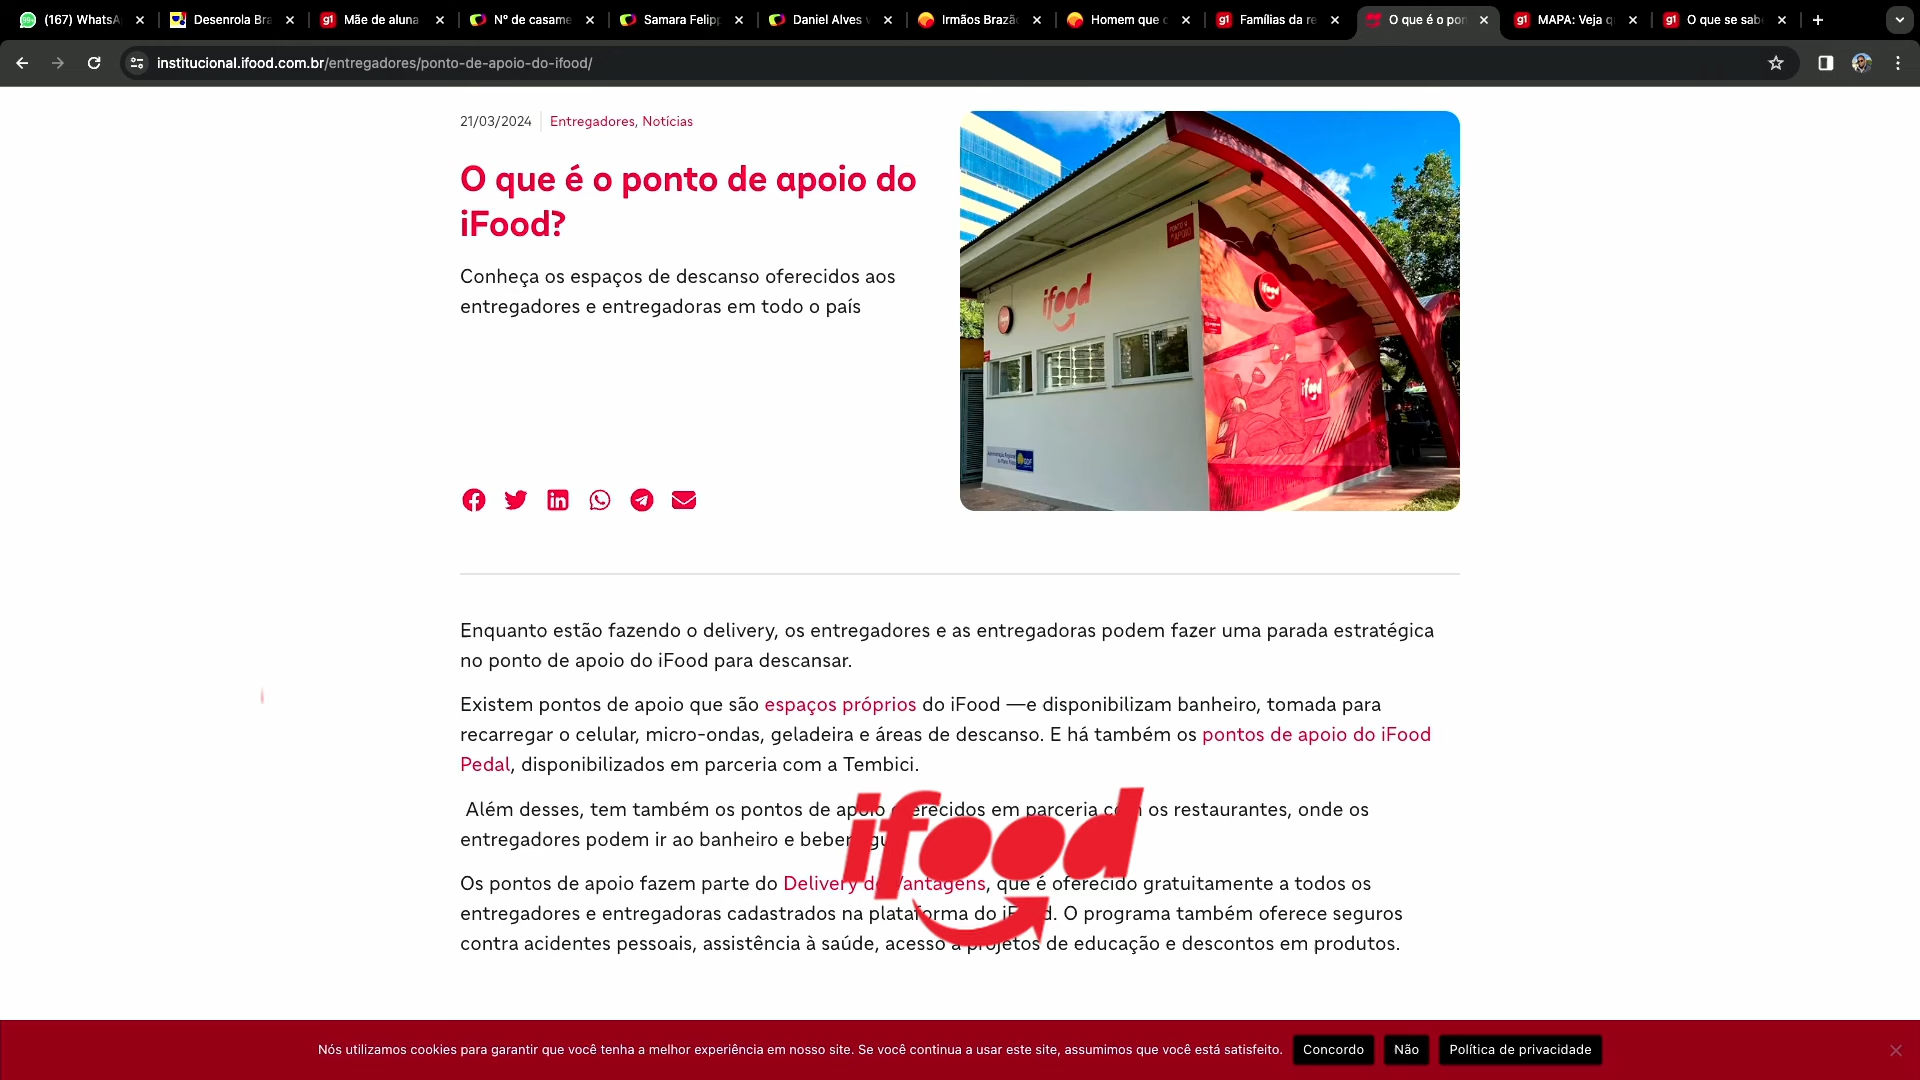 (167) WhatsA
Desenrola Bra
Mãe de aluna
Nº de casame
Samara Felipp
Daniel Alves v
Irmãos Brazão
Homem que c
Famílias da re
O que é o pon
MAPA: Veja q
O que se sab
institucional.ifood.com.br/entregadores/ponto-de-apoio-do-ifood/
21/03/2024
Entregadores, Notícias
O que é o ponto de apoio do
iFood?
Conheça os espaços de descanso oferecidos aos
entregadores e entregadoras em todo o país
PONTO DE APOIO
ifood
ifood
ifood
Enquanto estão fazendo o delivery, os entregadores e as entregadoras podem fazer uma parada estratégica
no ponto de apoio do iFood para descansar.
Existem pontos de apoio que são espaços próprios do iFood —e disponibilizam banheiro, tomada para
recarregar o celular, micro-ondas, geladeira e áreas de descanso. E há também os pontos de apoio do iFood
Pedal, disponibilizados em parceria com a Tembici.
Além desses, tem também os pontos de apoio oferecidos em parceria com os restaurantes, onde os
entregadores podem ir ao banheiro e beber água.
ifood
Os pontos de apoio fazem parte do Delivery de Vantagens, que é oferecido gratuitamente a todos os
entregadores e entregadoras cadastrados na plataforma do iFood. O programa também oferece seguros
contra acidentes pessoais, assistência à saúde, acesso a projetos de educação e descontos em produtos.
Nós utilizamos cookies para garantir que você tenha a melhor experiência em nosso site. Se você continua a usar este site, assumimos que você está satisfeito.
Concordo
Não
Política de privacidade